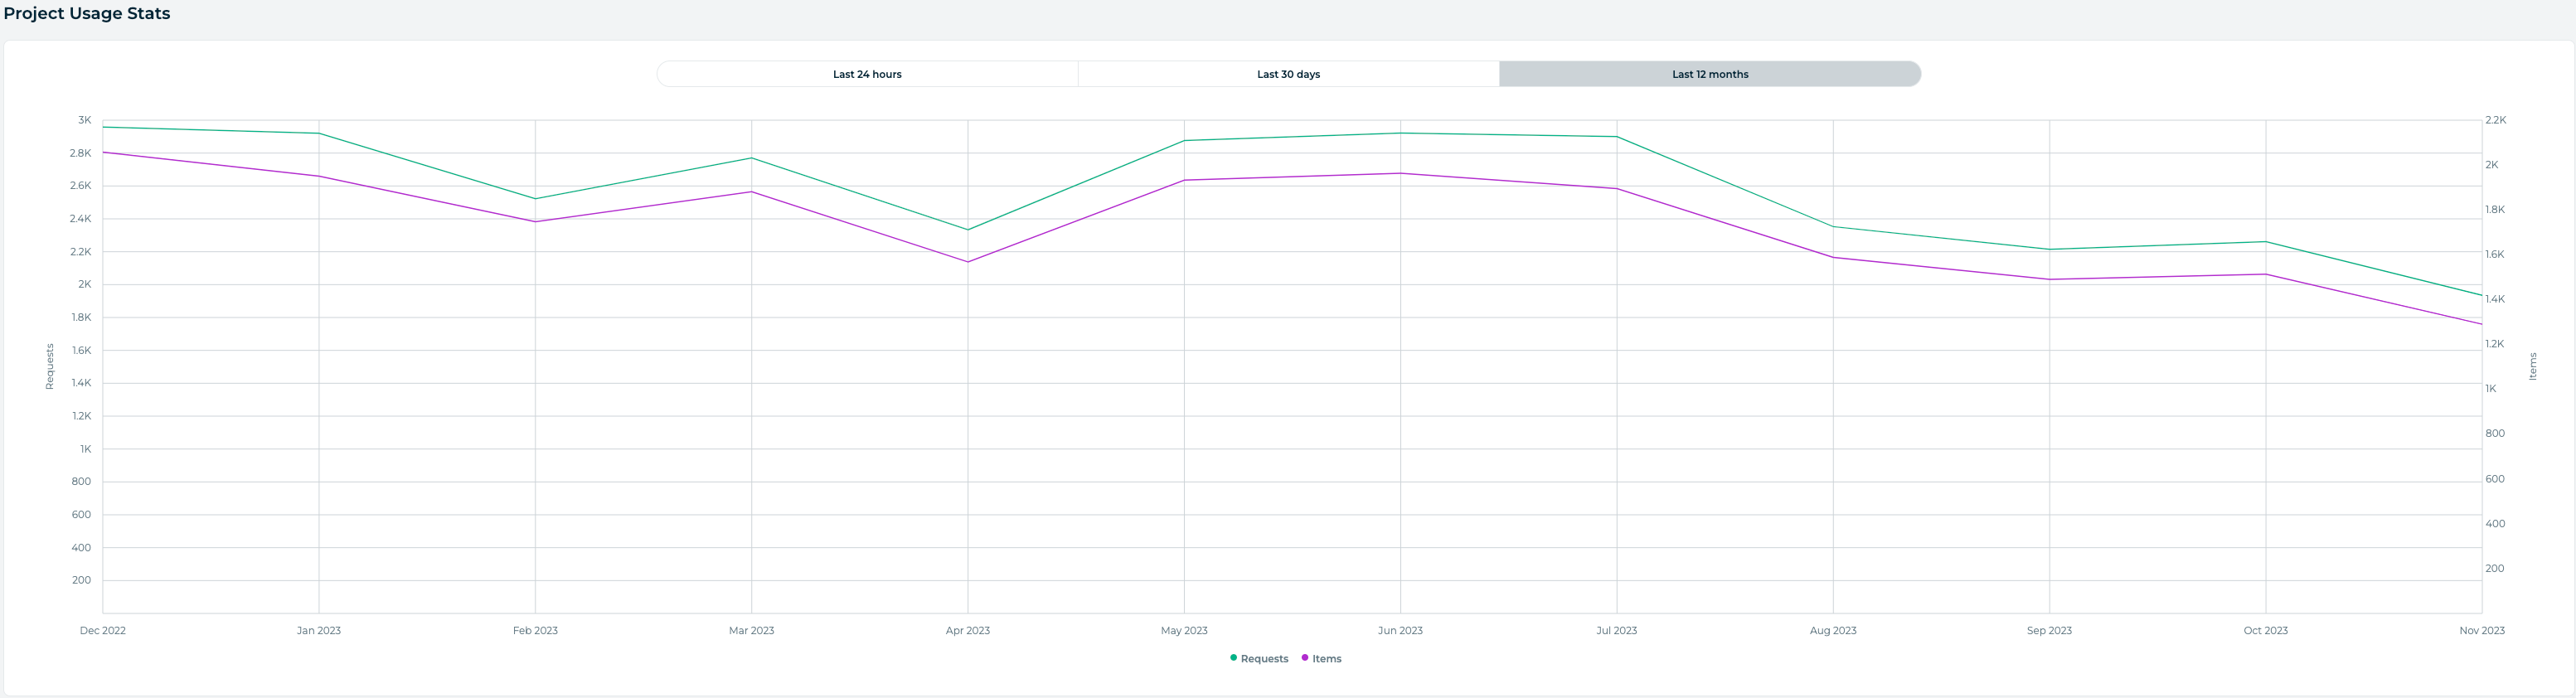 Project Usage Stats
Last 24 hours Last 30 days Last 12 months
3K 2.2K
2.8K
2K
2.6K
2.4K 1.8K
2.2K 1.6K
2K
1.4K
1.8K
1.6K 1.2K
Requests
Items
1.4K 1K
1.2K
800
1K
800 600
600
400
400
200
200
Dec 2022 Jan 2023 Feb 2023 Mar 2023 Apr 2023 May 2023 Jun 2023 Jul 2023 Aug 2023 Sep 2023 Oct 2023 Nov 2023
Requests Items